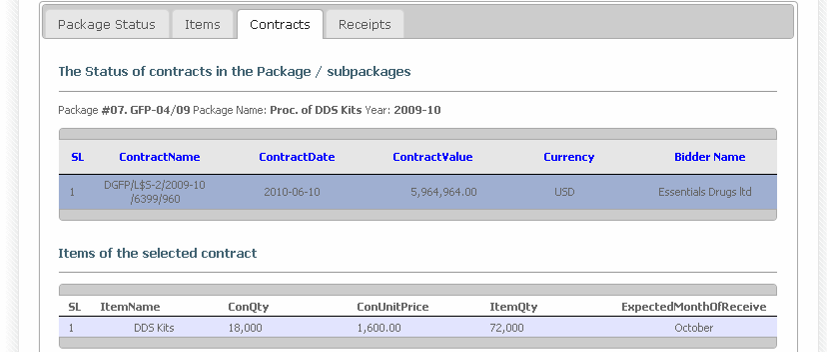 Package Status Items Contracts Receipts
The Status of contracts in the Package / subpackages
Package #07. GFP-04/09 Package Name: Proc. of DDS Kits Year: 2009-10
SL ContractName ContractDate ContractValue Currency Bidder Name
1 DGFP/L$S-2/2009-10 2010-06-10 5,964,964.00 USD Essentials Drugs ltd
/6399/960
Items of the selected contract
SL ItemName ConQty ConUnitPrice ItemQty ExpectedMonthOfReceive
1 DDS Kits 18,000 1,600.00 72,000 October